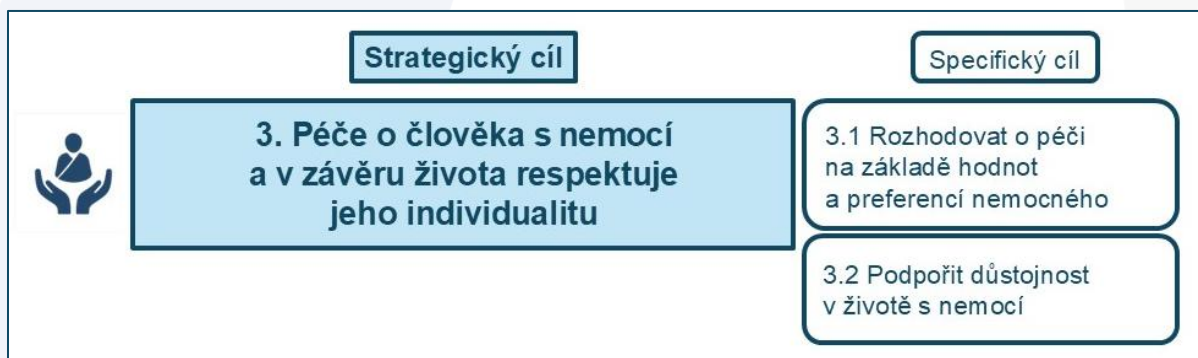 Strategický cíl
Specifický cíl
3. Péče o člověka s nemocí
a v závěru života respektuje
jeho individualitu
3.1 Rozhodovat o péči
na základě hodnot
a preferencí nemocného
3.2 Podpořit důstojnost
v životě s nemocí